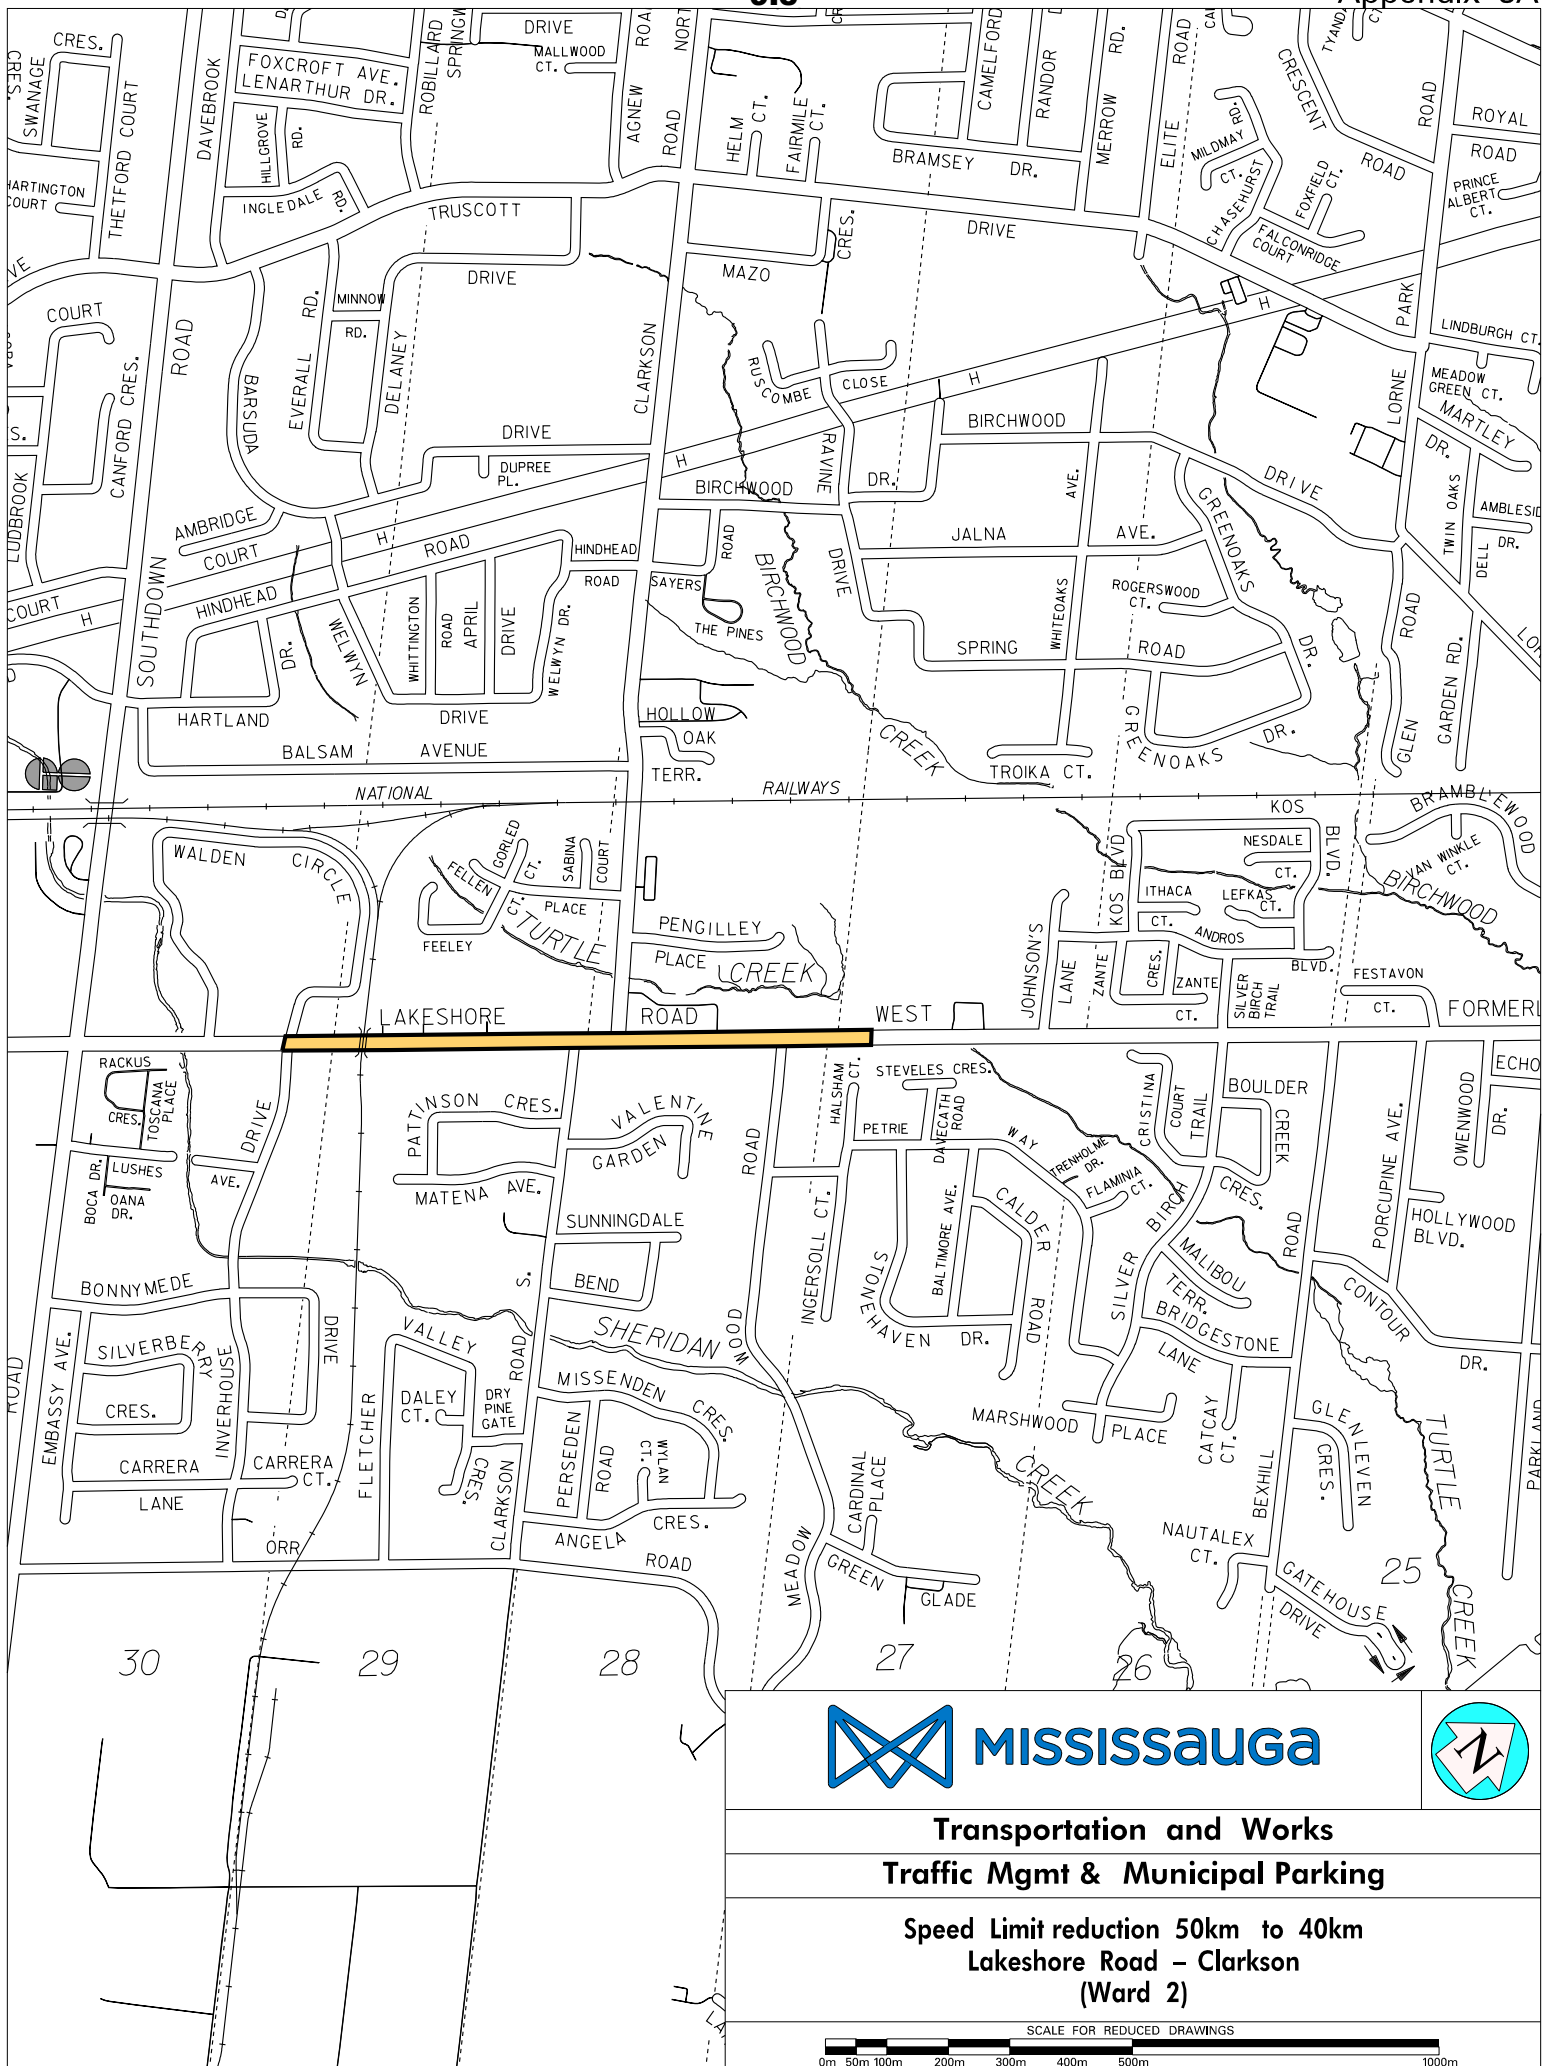 CRES.
DRIVE
MALLWOOD
CT.
FOXCROFT AVE.
LENARTHUR DR.
ROBILLARD
CRES.
SWANAGE
THETFORD COURT
DAVEBROOK
HILLGROVE
RD.
AGNEW
ROAD
HELM
CT.
FAIRMILE
CT.
CAMELFORD
RANDOR
MERROW
RD.
ELITE
ROAD
BRAMSEY
DR.
MILDMAY
RD.
CT.
CHASEHURST
CRESCENT
ROAD
FOXFIELD
CT.
FALCONRIDGE
COURT
ROAD
ROYAL
ROAD
PRINCE
ALBERT
CT.
COURT
INGLEDALE
RD.
TRUSCOTT
DRIVE
MAZO
CRES.
DRIVE
PARK
LORNE
LINDBURGH CT.
MEADOW
GREEN CT.
MARTLEY
DR.
COURT
CANFORD CRES.
ROAD
BARSUDA
EVERALL
RD.
MINNOW
RD.
DELANEY
DRIVE
DUPREE
PL.
CLARKSON
RUSCOMBE
CLOSE
RAVINE
DRIVE
H
H
H
H
H
BIRCHWOOD
DR.
BIRCHWOOD
DRIVE
AVE.
JALNA
AVE.
GREENOAKS
DR.
ROGERSWOOD
CT.
WHITEOAKS
SPRING
ROAD
GREENOAKS
DR.
TWIN OAKS
DELL
DR.
GLEN
ROAD
GARDEN RD.
LUDBROOK
COURT
AMBRIDGE
COURT
SOUTHDOWN
HINDHEAD
ROAD
HINDHEAD
ROAD
SAYERS
ROAD
THE PINES
BIRCHWOOD
CREEK
WHITTINGTON
ROAD
APRIL
DRIVE
WELWYN DR.
WELWYN
DRIVE
DR.
HARTLAND
BALSAM
AVENUE
HOLLOW
OAK
TERR.
TROIKA CT.
NATIONAL
RAILWAYS
WALDEN
CIRCLE
GORLED
CT.
FELLEN
CT.
SABINA
COURT
PLACE
FEELEY
TURTLE
CREEK
PENGILLEY
PLACE
JOHNSON'S
LANE
KOS BLVD
KOS
BLVD.
NESDALE
CT.
ITHACA
CT.
LEFKAS
CT.
ANDROS
BLVD.
ZANTE
CRES.
ZANTE
CT.
SILVER
BIRCH
TRAIL
FESTAVON
CT.
BRAMBLEWOOD
VAN WINKLE
CT.
BIRCHWOOD
LAKESHORE
ROAD
WEST
RACKUS
CRES.
TOSCANA
PLACE
BOCA DR.
LUSHES
AVE.
OANA
DR.
DRIVE
PATTINSON
CRES.
MATENA
AVE.
VALENTINE
GARDEN
SUNNINGDALE
BEND
ROAD
HALSHAM
CT.
STEVELES CRES.
DAVECATH
ROAD
PETRIE
WAY
TRENHOLME
DR.
FLAMINIA
CT.
CRISTINA
COURT
TRAIL
BIRCH
SILVER
BOULDER
CREEK
CRES.
INGERSOLL CT.
STONEHAVEN
DR.
BALTIMORE AVE.
CALDER
ROAD
MALIBOU
TERR.
BRIDGESTONE
LANE
ROAD
BEXHILL
PORCUPINE AVE.
OWENWOOD
DR.
HOLLYWOOD
BLVD.
CONTOUR
DR.
BONNYMEDE
DRIVE
EMBASSY AVE.
SILVERBERRY
CRES.
INVERHOUSE
CARRERA
LANE
CARRERA
CT.
FLETCHER
VALLEY
DALEY
CT.
DRY
PINE
GATE
CRES.
S.
ROAD
CLARKSON
SHERIDAN
CREEK
MISSENDEN
CRES.
PERSEDEN
ROAD
WYLAN
CT.
ANGELA
CRES.
ORR
ROAD
WOOD
MEADOW
CARDINAL
PLACE
GREEN
GLADE
MARSHWOOD
PLACE
CATCAY
CT.
GLENLEVEN
CRES.
TURTLE
CREEK
NAUTALEX
CT.
GATEHOUSE
DRIVE
30
29
28
27
26
25
MISSISSAUGA
N
Transportation and Works
Traffic Mgmt & Municipal Parking
Speed Limit reduction 50km to 40km
Lakeshore Road – Clarkson
(Ward 2)
SCALE FOR REDUCED DRAWINGS
0m 50m 100m 200m 300m 400m 500m 1000m